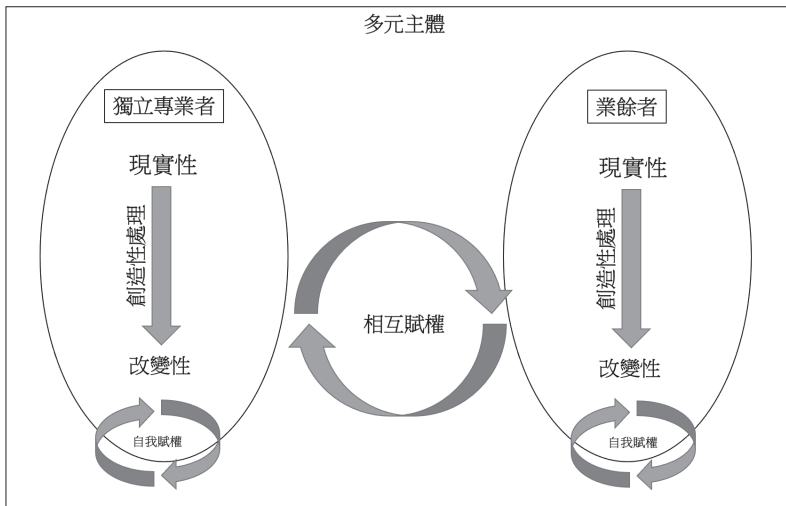 多元主體
獨立專業者
現實性
創造性處理
改變性
自我賦權
相互賦權
業餘者
現實性
創造性處理
改變性
自我賦權